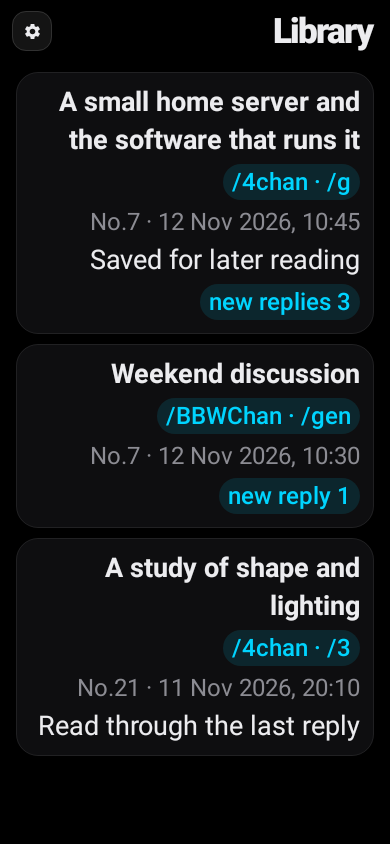 Library
A small home server and
the software that runs it
/4chan · /g
No.7 · 12 Nov 2026, 10:45
Saved for later reading
new replies 3
Weekend discussion
/BBWChan · /gen
No.7 · 12 Nov 2026, 10:30
new reply 1
A study of shape and
lighting
/4chan · /3
No.21 · 11 Nov 2026, 20:10
Read through the last reply